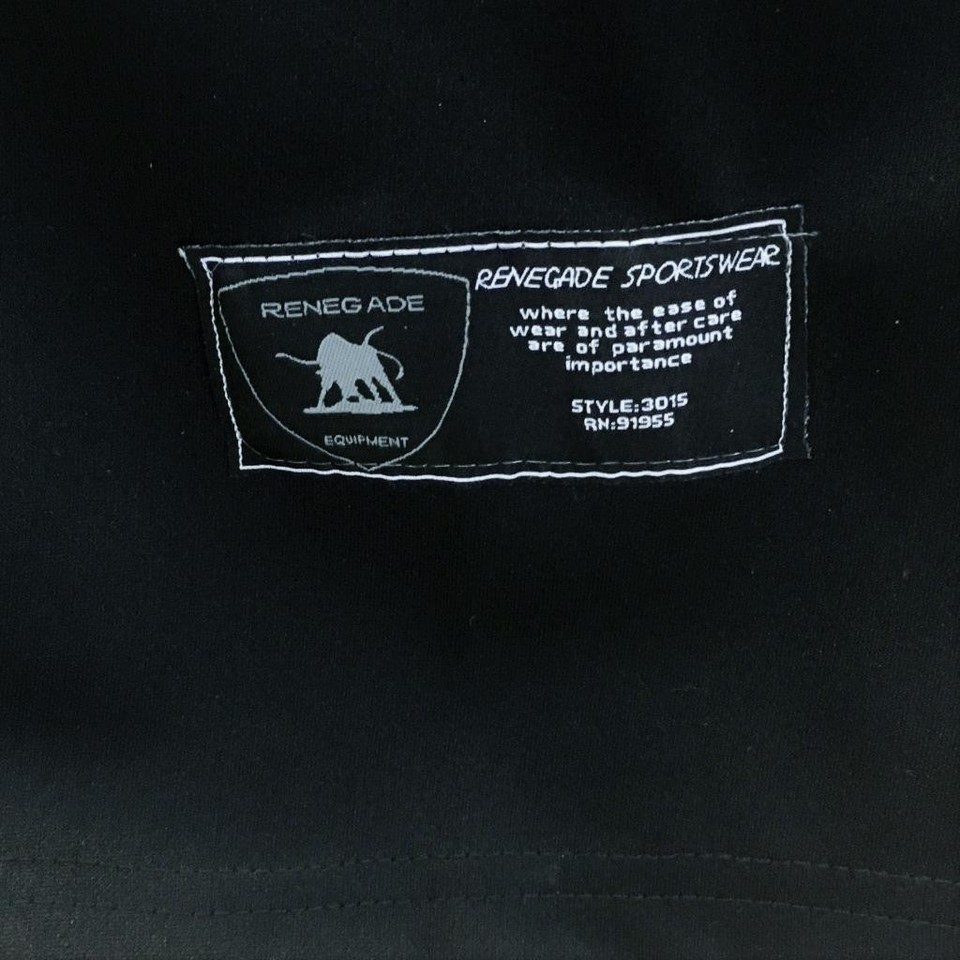 RENEGADE
EQUIPMENT
RENEGADE SPORTSWEAR
where the ease of
wear and after care
are of paramount
importance
STYLE:3015
RN:91955